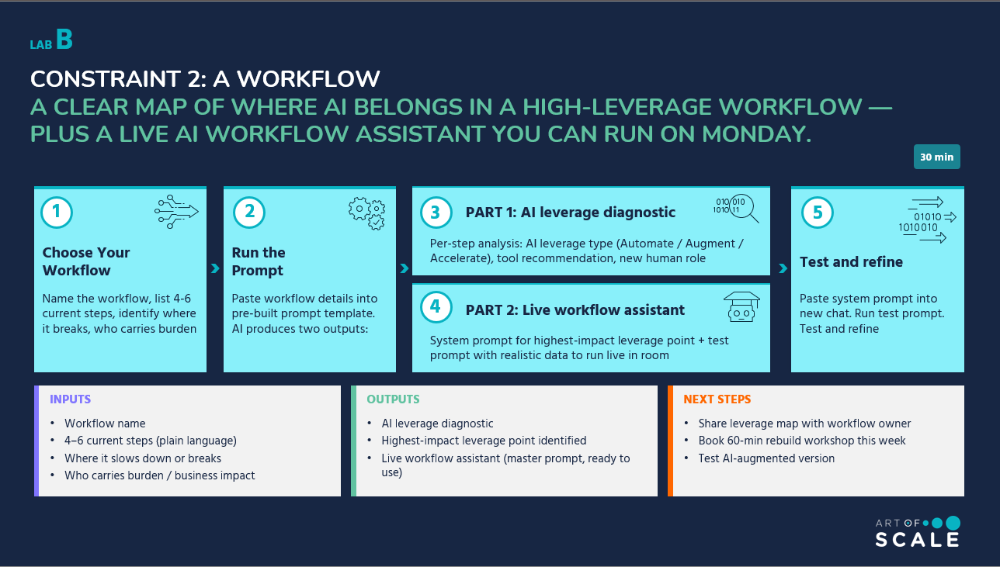 LAB B
CONSTRAINT 2: A WORKFLOW
A CLEAR MAP OF WHERE AI BELONGS IN A HIGH-LEVERAGE WORKFLOW —
PLUS A LIVE AI WORKFLOW ASSISTANT YOU CAN RUN ON MONDAY.
30 min
1
Choose Your
Workflow
Name the workflow, list 4-6
current steps, identify where
it breaks, who carries burden
2
Run the
Prompt
Paste workflow details into
pre-built prompt template.
AI produces two outputs:
3
PART 1: AI leverage diagnostic
010 010
1010 11
Per-step analysis: AI leverage type (Automate / Augment /
Accelerate), tool recommendation, new human role
4
PART 2: Live workflow assistant
System prompt for highest-impact leverage point + test
prompt with realistic data to run live in room
5
01010
1010010
Test and refine
Paste system prompt into
new chat. Run test prompt.
Test and refine
INPUTS
• Workflow name
• 4–6 current steps (plain language)
• Where it slows down or breaks
• Who carries burden / business impact
OUTPUTS
• AI leverage diagnostic
• Highest-impact leverage point identified
• Live workflow assistant (master prompt, ready to
use)
NEXT STEPS
• Share leverage map with workflow owner
• Book 60-min rebuild workshop this week
• Test AI-augmented version
ART OF
SCALE